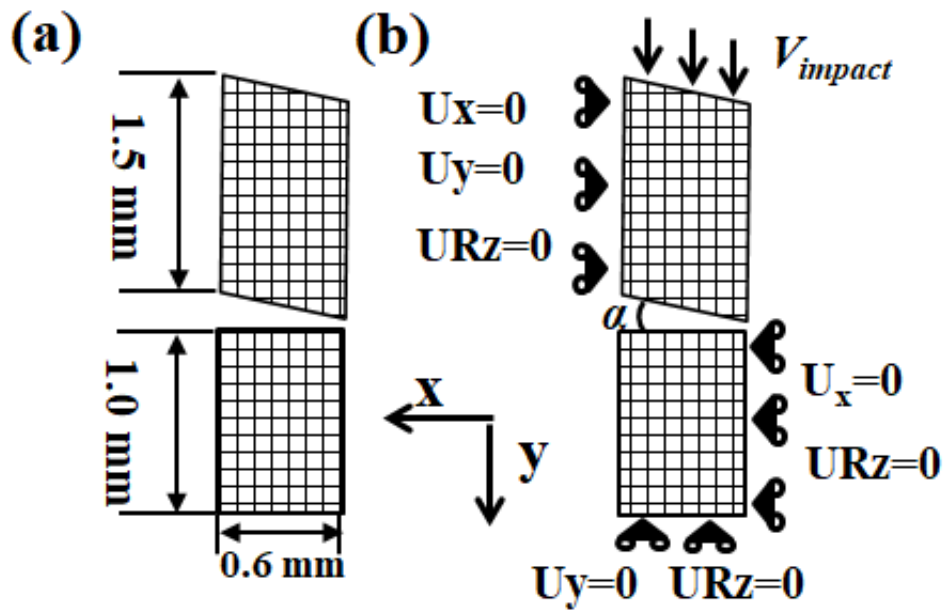 (a)
1.5 mm
1.0 mm
0.6 mm
x
y
(b)
Vimpact
Ux=0
Uy=0
URz=0
α
Ux=0
URz=0
Uy=0 URz=0